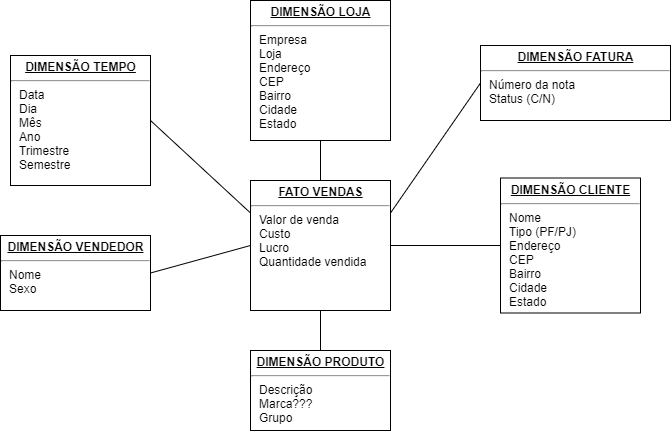 DIMENSÃO LOJA
Empresa
Loja
Endereço
CEP
Bairro
Cidade
Estado
DIMENSÃO TEMPO
Data
Dia
Mês
Ano
Trimestre
Semestre
DIMENSÃO FATURA
Número da nota
Status (C/N)
FATO VENDAS
Valor de venda
Custo
Lucro
Quantidade vendida
DIMENSÃO CLIENTE
Nome
Tipo (PF/PJ)
Endereço
CEP
Bairro
Cidade
Estado
DIMENSÃO VENDEDOR
Nome
Sexo
DIMENSÃO PRODUTO
Descrição
Marca???
Grupo